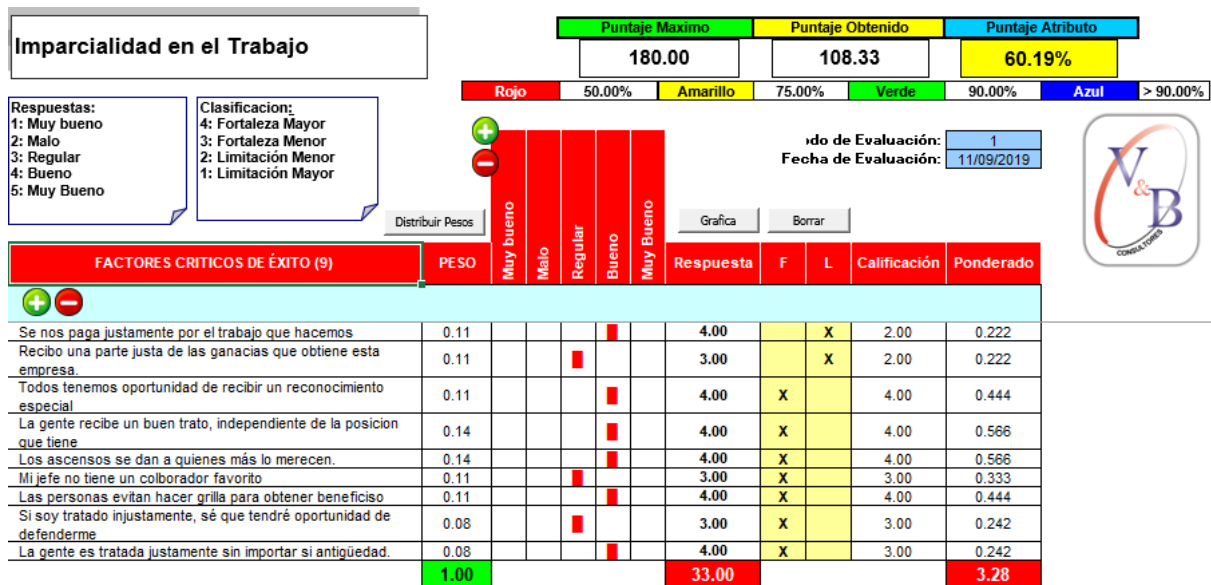 Imparcialidad en el Trabajo
Puntaje Maximo Puntaje Obtenido Puntaje Atributo
180.00 108.33 60.19%
Rojo 50.00% Amarillo 75.00% Verde 90.00% Azul > 90.00%
Respuestas:
1: Muy bueno
2: Malo
3: Regular
4: Bueno
5: Muy Bueno
Clasificacion:
4: Fortaleza Mayor
3: Fortaleza Menor
2: Limitación Menor
1: Limitación Mayor
do de Evaluación: 1
Fecha de Evaluación: 11/09/2019
V&B
CONSULTORES
Distribuir Pesos
Grafica Borrar
FACTORES CRITICOS DE ÉXITO (9) PESO Muy bueno Malo Regular Bueno Muy Bueno Respuesta F L Calificación Ponderado
Se nos paga justamente por el trabajo que hacemos 0.11 4.00 X 2.00 0.222
Recibo una parte justa de las ganacias que obtiene esta
empresa. 0.11 3.00 X 2.00 0.222
Todos tenemos oportunidad de recibir un reconocimiento
especial 0.11 4.00 X 4.00 0.444
La gente recibe un buen trato, independiente de la posicion
que tiene 0.14 4.00 X 4.00 0.566
Los ascensos se dan a quienes más lo merecen. 0.14 4.00 X 4.00 0.566
Mi jefe no tiene un colborador favorito 0.11 3.00 X 3.00 0.333
Las personas evitan hacer grilla para obtener beneficiso 0.11 4.00 X 4.00 0.444
Si soy tratado injustamente, sé que tendré oportunidad de
defenderme 0.08 3.00 X 3.00 0.242
La gente es tratada justamente sin importar si antigüedad. 0.08 4.00 X 3.00 0.242
1.00 33.00 3.28